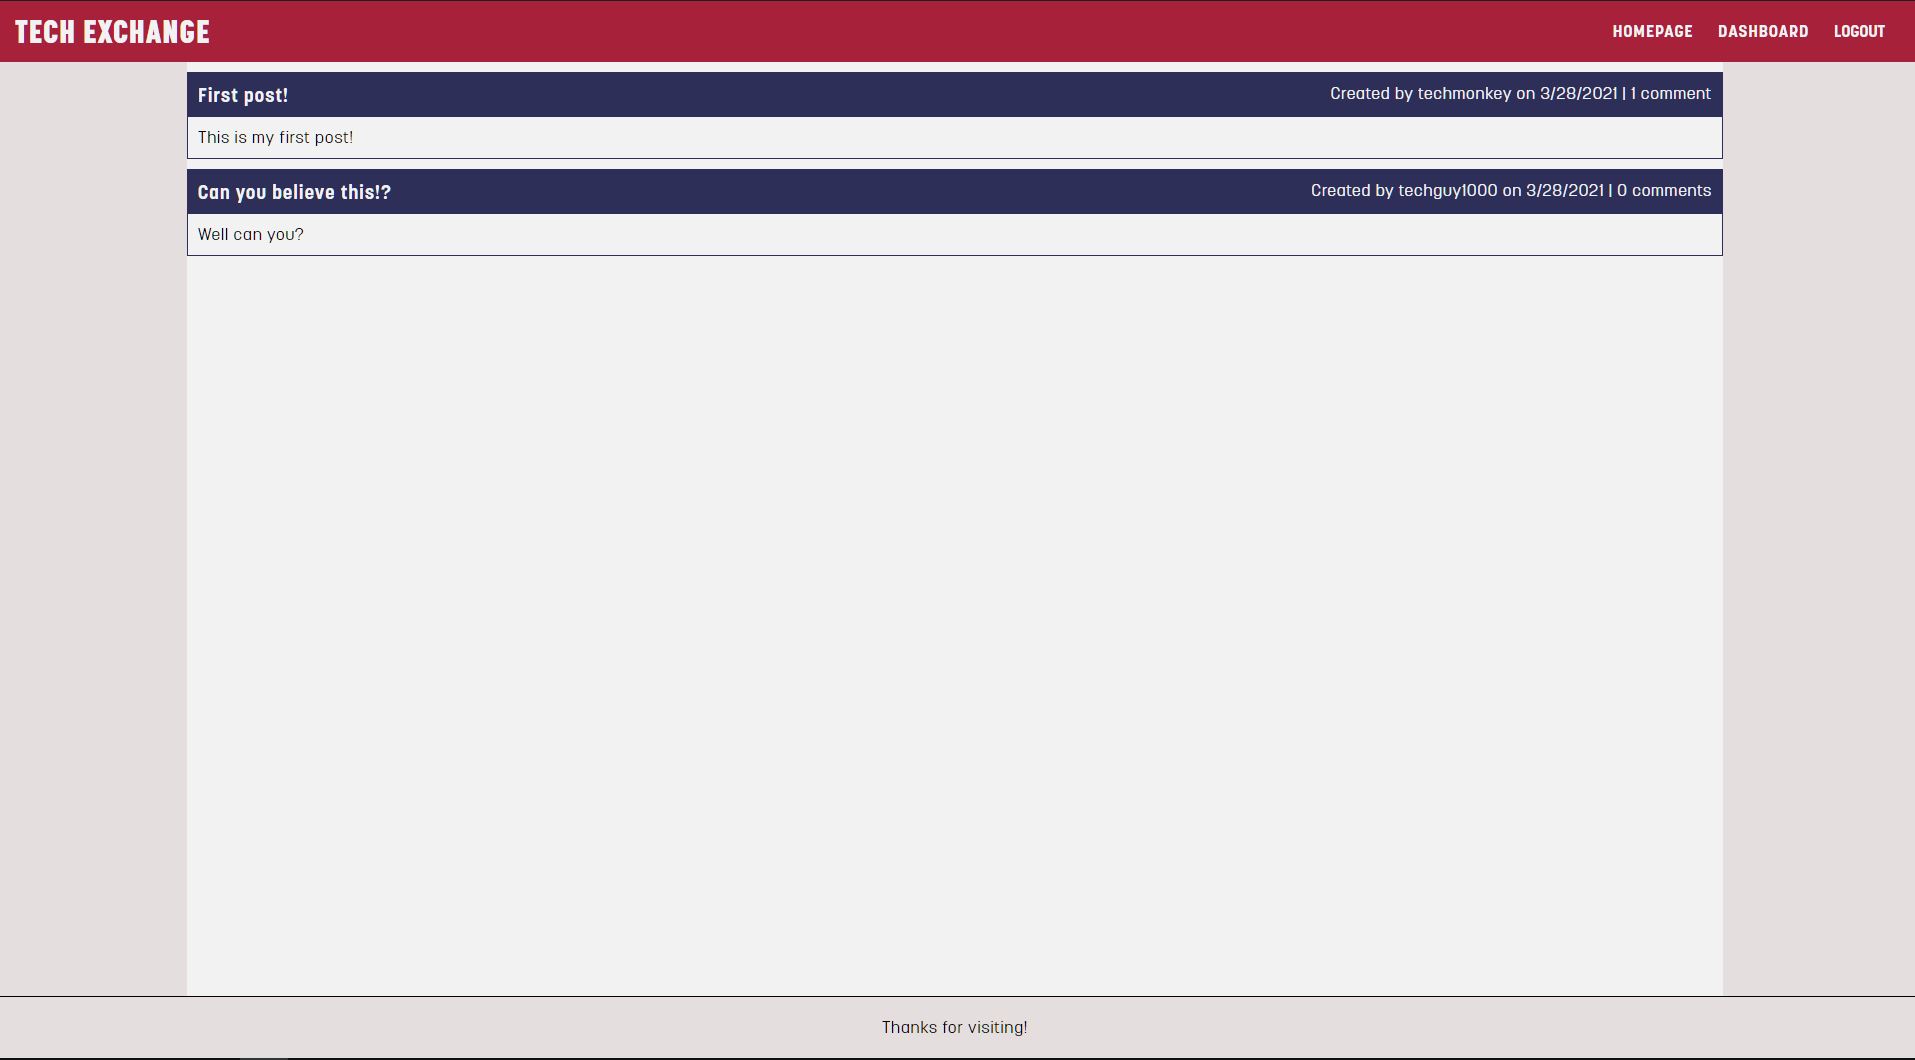 TECH EXCHANGE HOMEPAGE DASHBOARD LOGOUT
First post! Created by techmonkey on 3/28/2021 | 1 comment
This is my first post!
Can you believe this!? Created by techguy1000 on 3/28/2021 | 0 comments
Well can you?
Thanks for visiting!